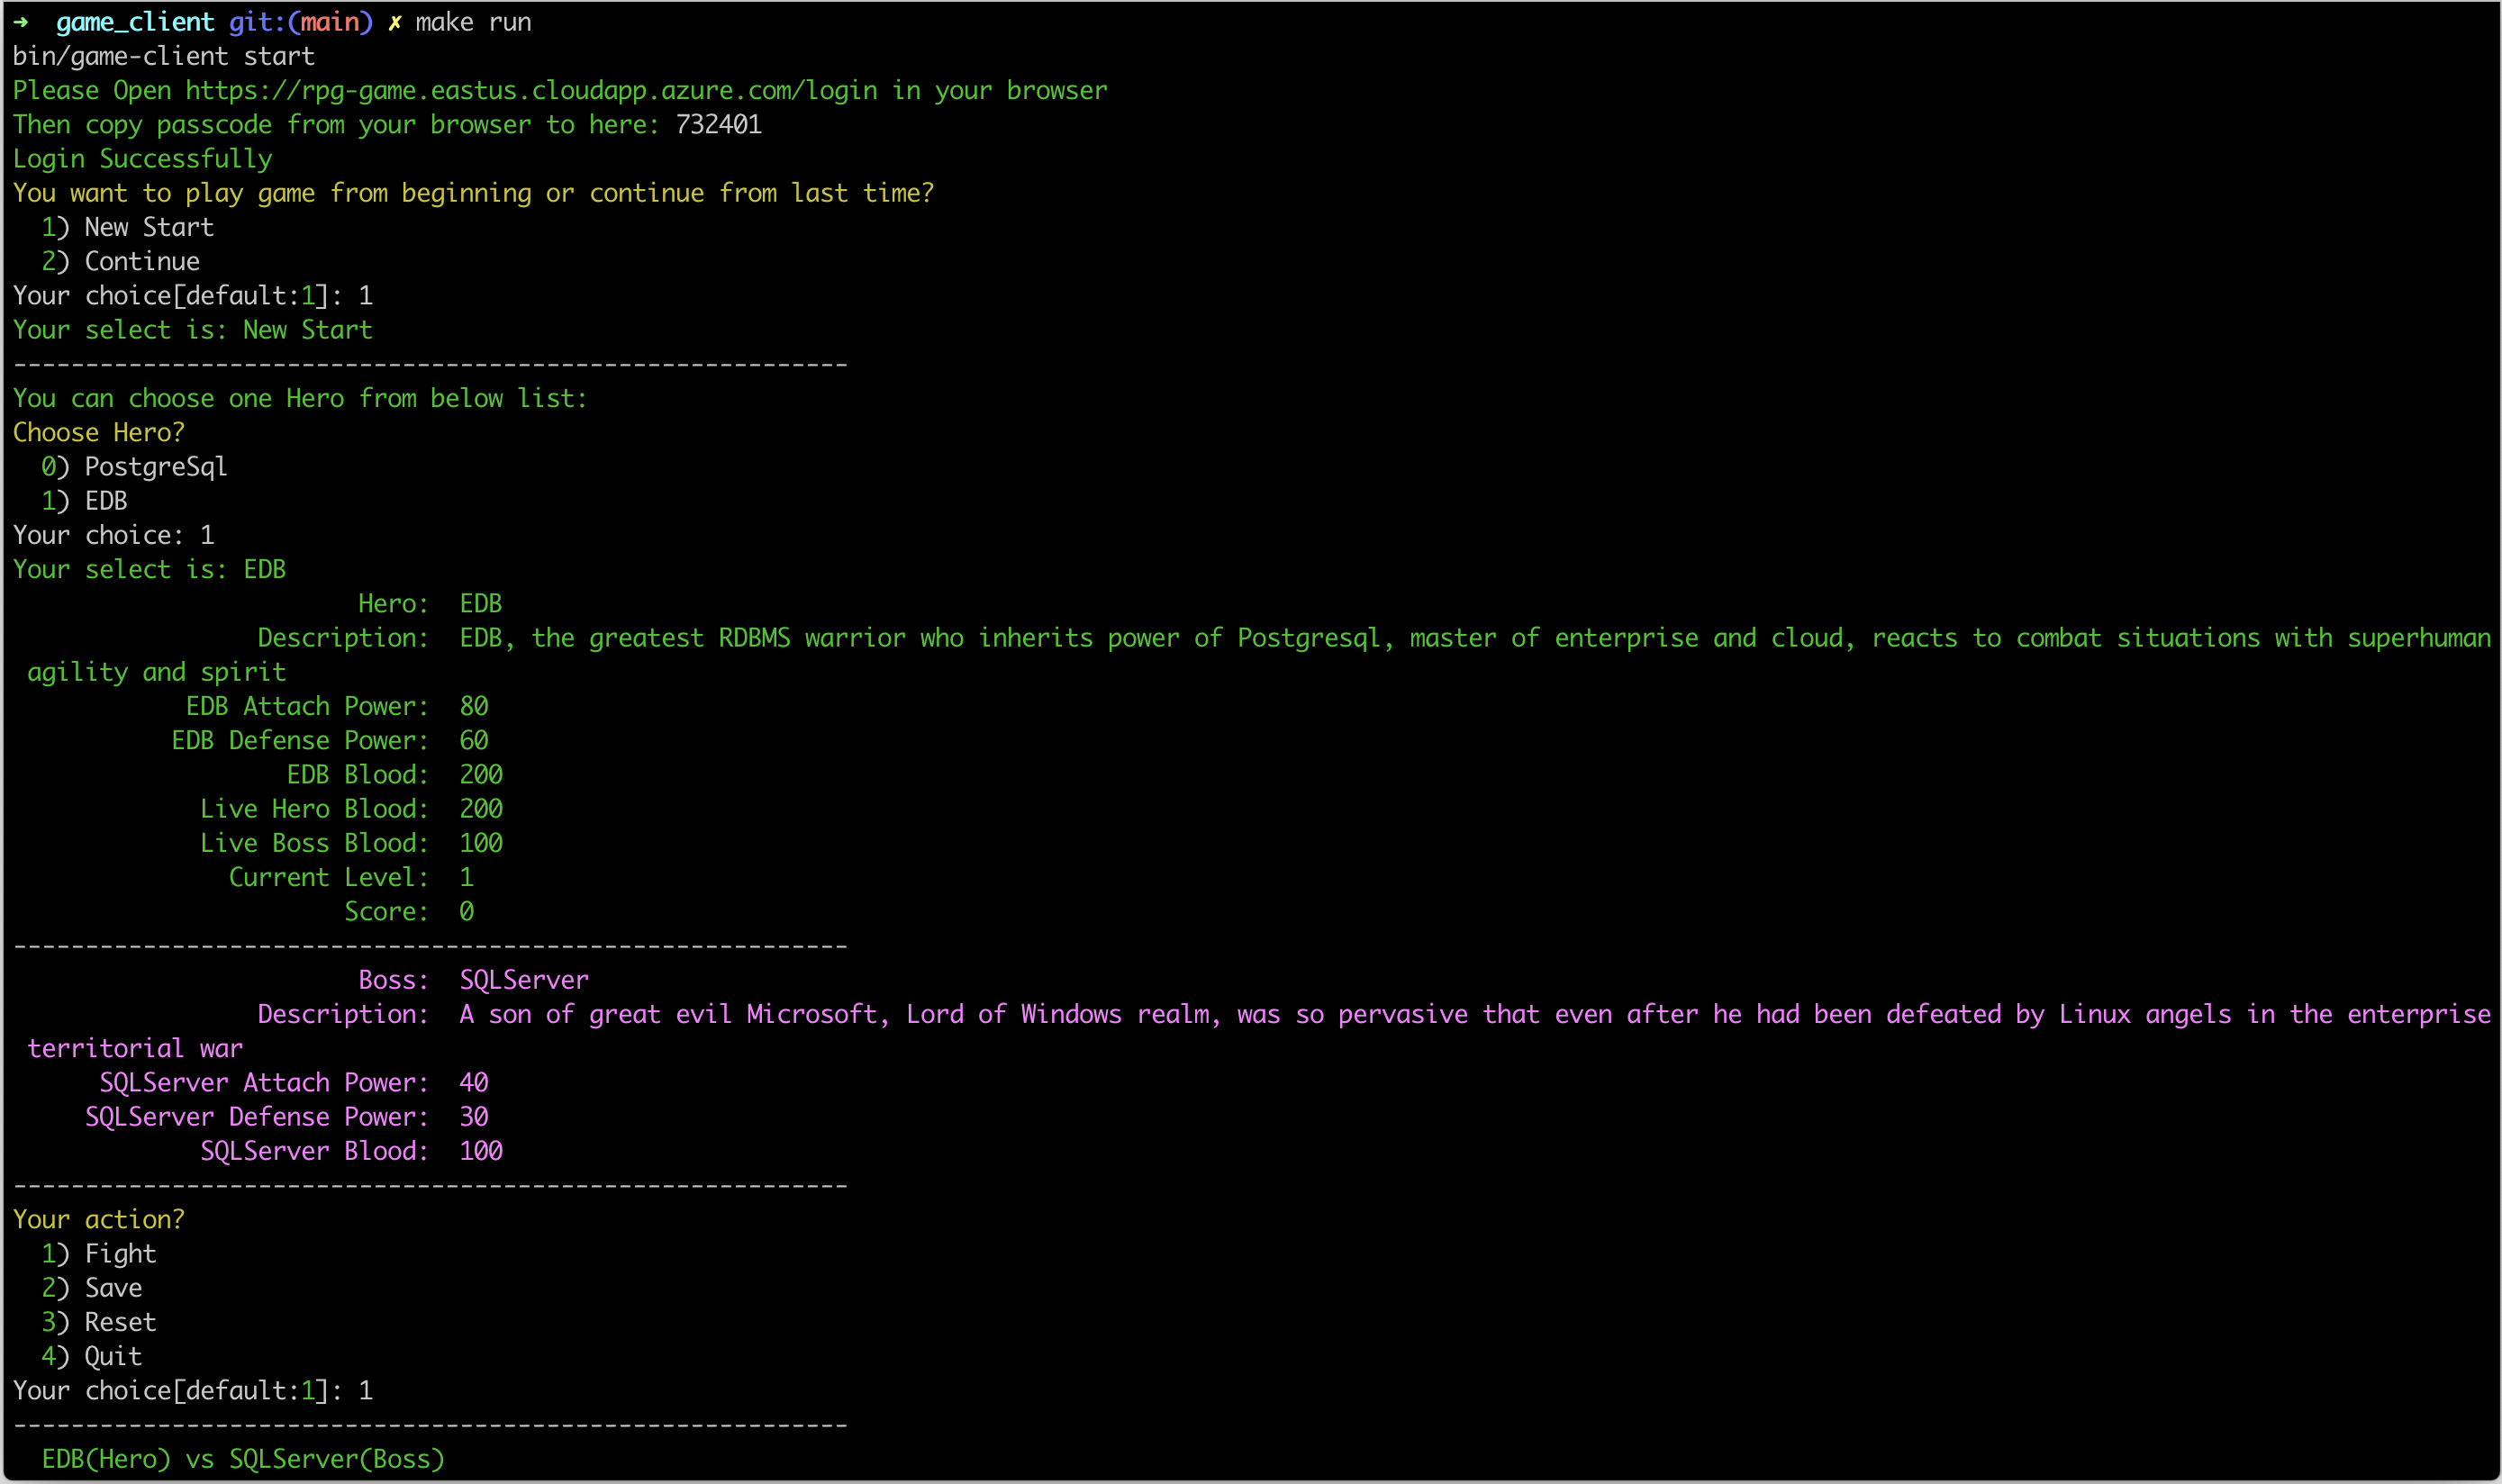 ➜  game_client git:(main) ✗ make run
bin/game-client start
Please Open https://rpg-game.eastus.cloudapp.azure.com/login in your browser
Then copy passcode from your browser to here: 732401
Login Successfully
You want to play game from beginning or continue from last time?
  1) New Start
  2) Continue
Your choice[default:1]: 1
Your select is: New Start
----------------------------------------------------------
You can choose one Hero from below list:
Choose Hero?
  0) PostgreSql
  1) EDB
Your choice: 1
Your select is: EDB
                        Hero:  EDB
                 Description:  EDB, the greatest RDBMS warrior who inherits power of Postgresql, master of enterprise and cloud, reacts to combat situations with superhuman
 agility and spirit
            EDB Attach Power:  80
           EDB Defense Power:  60
                   EDB Blood:  200
             Live Hero Blood:  200
             Live Boss Blood:  100
               Current Level:  1
                       Score:  0
----------------------------------------------------------
                        Boss:  SQLServer
                 Description:  A son of great evil Microsoft, Lord of Windows realm, was so pervasive that even after he had been defeated by Linux angels in the enterprise
 territorial war
      SQLServer Attach Power:  40
     SQLServer Defense Power:  30
             SQLServer Blood:  100
----------------------------------------------------------
Your action?
  1) Fight
  2) Save
  3) Reset
  4) Quit
Your choice[default:1]: 1
----------------------------------------------------------
  EDB(Hero) vs SQLServer(Boss)